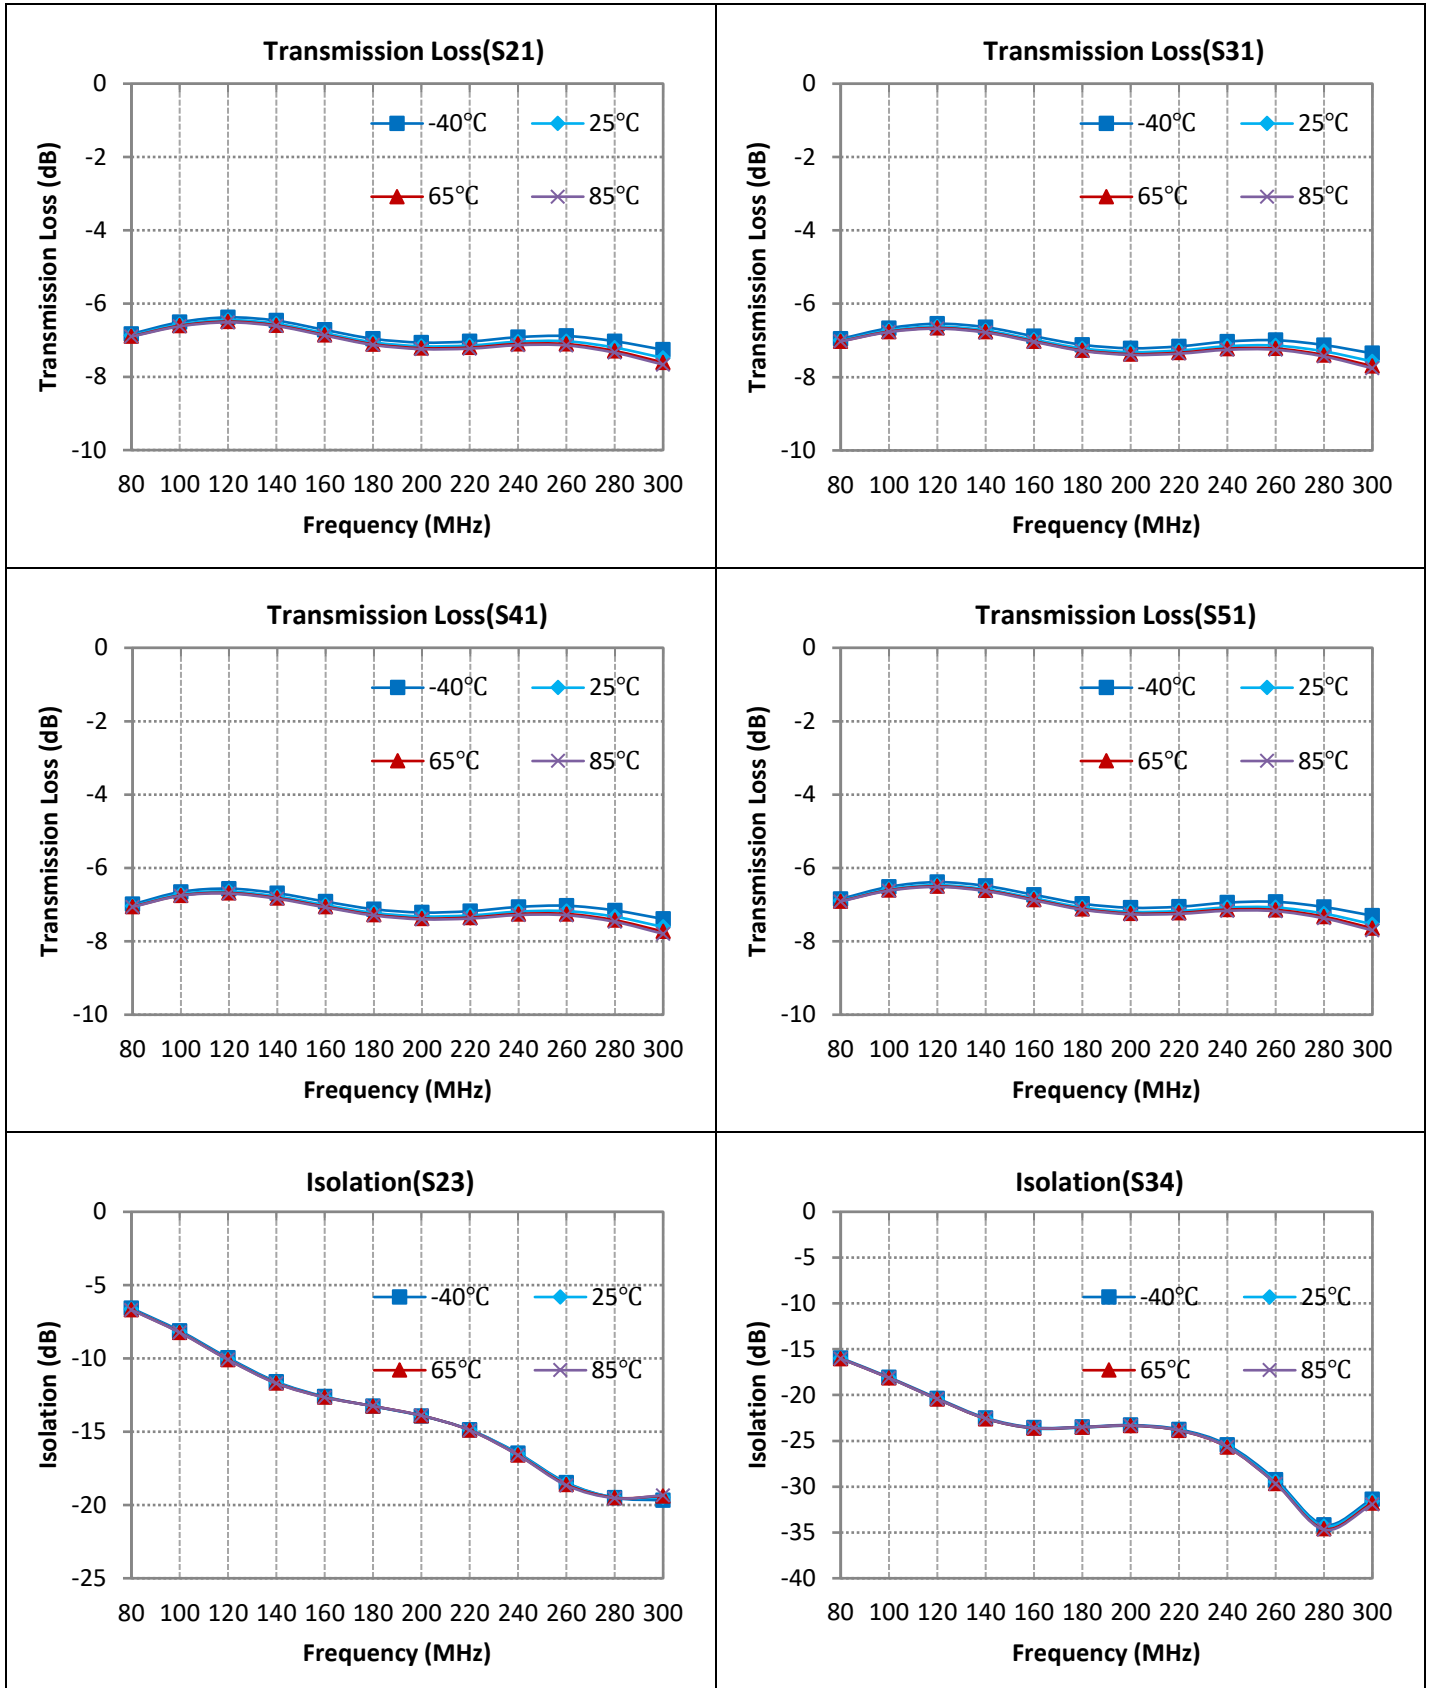 Transmission Loss(S21)
Transmission Loss (dB)
0
-2
-4
-6
-8
-10
-40℃ 25℃
65℃ 85℃
80 100 120 140 160 180 200 220 240 260 280 300
Frequency (MHz)
Transmission Loss(S31)
Transmission Loss (dB)
0
-2
-4
-6
-8
-10
-40℃ 25℃
65℃ 85℃
80 100 120 140 160 180 200 220 240 260 280 300
Frequency (MHz)
Transmission Loss(S41)
Transmission Loss (dB)
0
-2
-4
-6
-8
-10
-40℃ 25℃
65℃ 85℃
80 100 120 140 160 180 200 220 240 260 280 300
Frequency (MHz)
Transmission Loss(S51)
Transmission Loss (dB)
0
-2
-4
-6
-8
-10
-40℃ 25℃
65℃ 85℃
80 100 120 140 160 180 200 220 240 260 280 300
Frequency (MHz)
Isolation(S23)
Isolation (dB)
0
-5
-10
-15
-20
-25
-40℃ 25℃
65℃ 85℃
80 100 120 140 160 180 200 220 240 260 280 300
Frequency (MHz)
Isolation(S34)
Isolation (dB)
0
-5
-10
-15
-20
-25
-30
-35
-40
-40℃ 25℃
65℃ 85℃
80 100 120 140 160 180 200 220 240 260 280 300
Frequency (MHz)